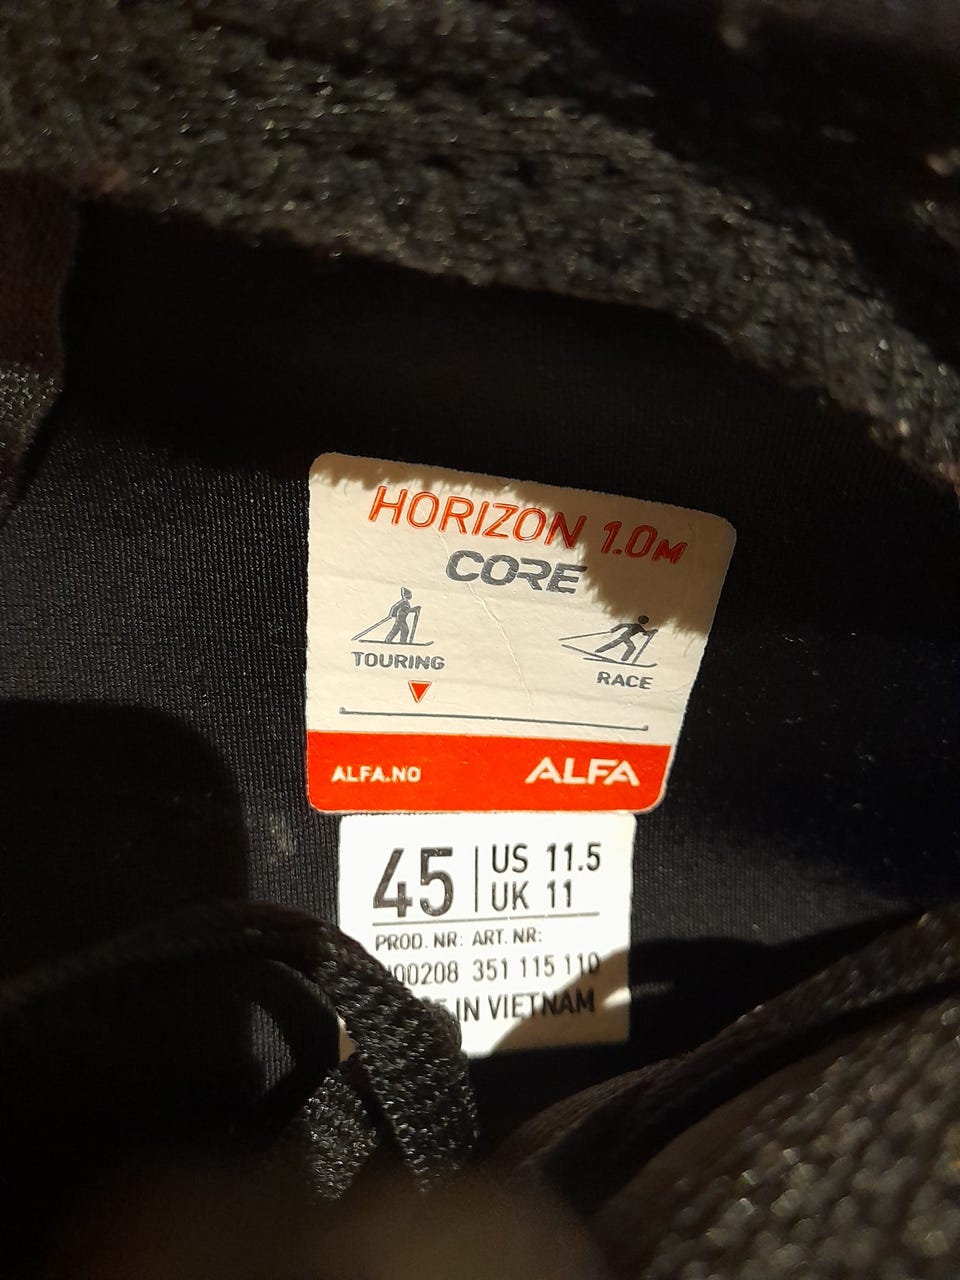 HORIZON 1.0M
CORE
TOURING RACE
ALFA.NO ALFA
45 US 11.5
UK 11
PROD. NR: ART. NR:
00208 351 115 110
IN VIETNAM